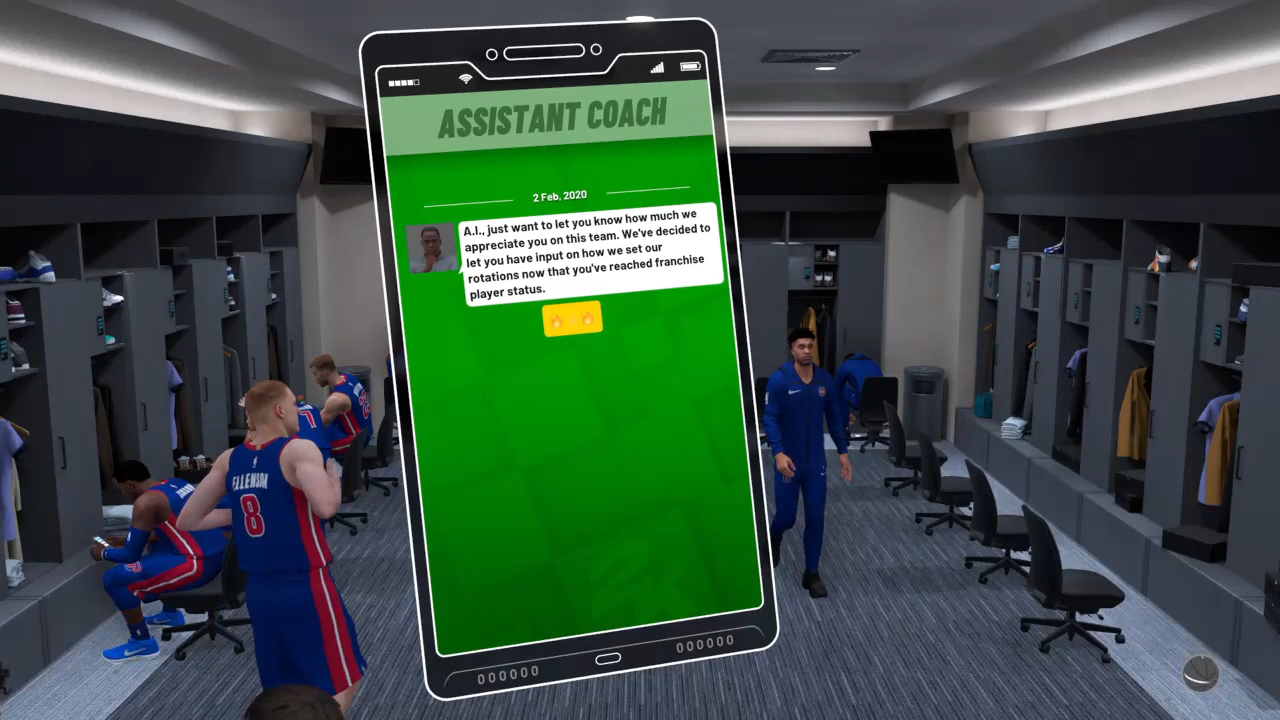 ASSISTANT COACH
2 Feb, 2020
A.I., just want to let you know how much we
appreciate you on this team. We've decided to
let you have input on how we set our
rotations now that you've reached franchise
player status.
ELLENSON
8
7